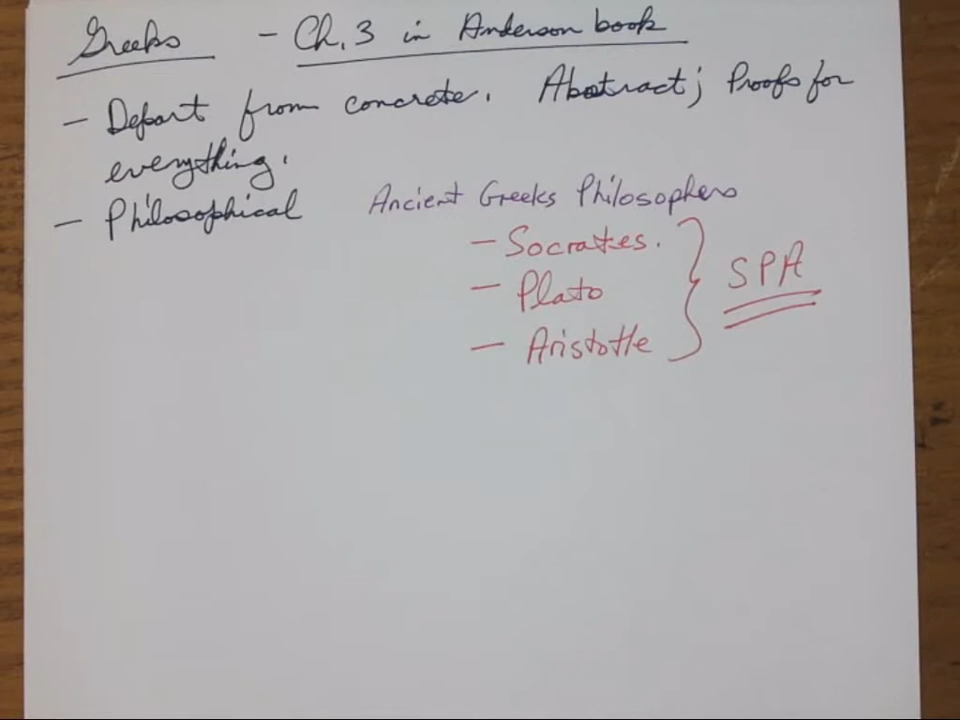 Greeks - Ch. 3 in Anderson book
- Depart from concrete. Abstract; Proofs for
everything.
- Philosophical
Ancient Greeks Philosophers
- Socrates.
- Plato
- Aristotle
SPA